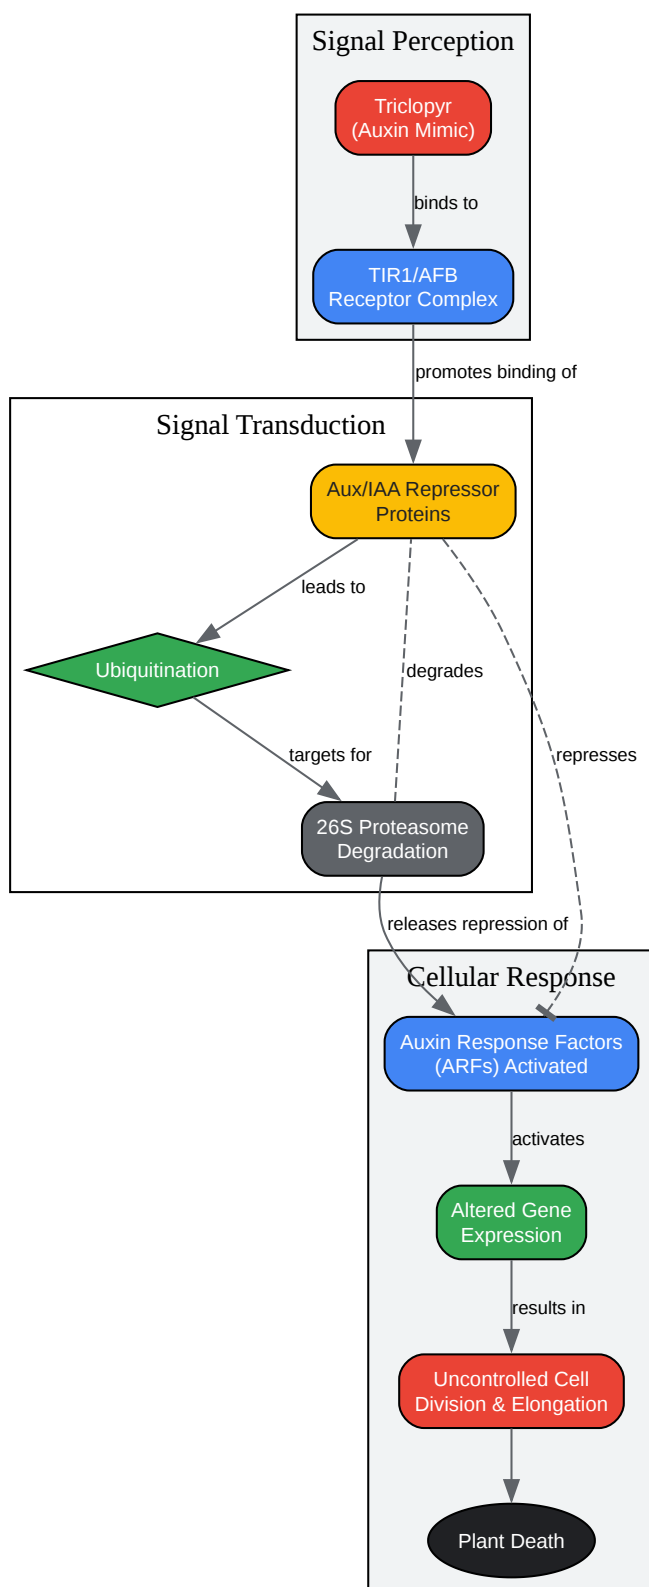 Signal Perception
Triclopyr
(Auxin Mimic)
binds to
TIR1/AFB
Receptor Complex
promotes binding of
Signal Transduction
Aux/IAA Repressor
Proteins
leads to
Ubiquitination
degrades
targets for
represses
26S Proteasome
Degradation
releases repression of
Cellular Response
Auxin Response Factors
(ARFs) Activated
activates
Altered Gene
Expression
results in
Uncontrolled Cell
Division & Elongation
Plant Death